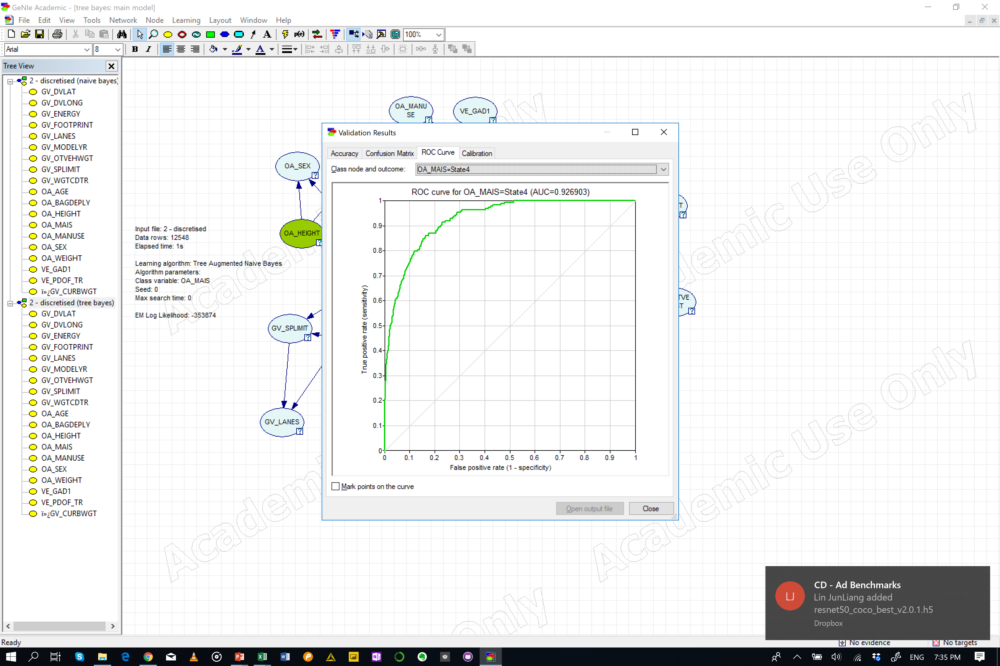 GeNIe Academic - [tree bayes: main model]
File Edit View Tools Network Node Learning Layout Window Help
p(e) 100%
Arial 8 B I A
Tree View
2 - discretised (naive bayes)
GV_DVLAT
GV_DVLONG
GV_ENERGY
GV_FOOTPRINT
GV_LANES
GV_MODELYR
GV_OTVEHWGT
GV_SPLIMIT
GV_WGTCDTR
OA_AGE
OA_BAGDEPLY
OA_HEIGHT
OA_MAIS
OA_MANUSE
OA_SEX
OA_WEIGHT
VE_GAD1
VE_PDOF_TR
ï»¿GV_CURBWGT
2 - discretised (tree bayes)
GV_DVLAT
GV_DVLONG
GV_ENERGY
GV_FOOTPRINT
GV_LANES
GV_MODELYR
GV_OTVEHWGT
GV_SPLIMIT
GV_WGTCDTR
OA_AGE
OA_BAGDEPLY
OA_HEIGHT
OA_MAIS
OA_MANUSE
OA_SEX
OA_WEIGHT
VE_GAD1
VE_PDOF_TR
ï»¿GV_CURBWGT
OA_MANU
SE
VE_GAD1
OA_SEX
OA_HEIGHT
GV_SPLIMIT
GV_LANES
T
TVE
T
Input file: 2 - discretised
Data rows: 12548
Elapsed time: 1s
Learning algorithm: Tree Augmented Naive Bayes
Algorithm parameters:
Class variable: OA_MAIS
Seed: 0
Max search time: 0
EM Log Likelihood: -353874
Validation Results
Accuracy Confusion Matrix ROC Curve Calibration
Class node and outcome: OA_MAIS=State4
ROC curve for OA_MAIS=State4 (AUC=0.926903)
True positive rate (sensitivity)
1
0.9
0.8
0.7
0.6
0.5
0.4
0.3
0.2
0.1
0
0 0.1 0.2 0.3 0.4 0.5 0.6 0.7 0.8 0.9 1
False positive rate (1 - specificity)
Mark points on the curve
Open output file Close
Academic Use Only
Academic Use Only
LJ
CD - Ad Benchmarks
Lin JunLiang added
resnet50_coco_best_v2.0.1.h5
Dropbox
Ready
No evidence No targets
ENG 7:35 PM